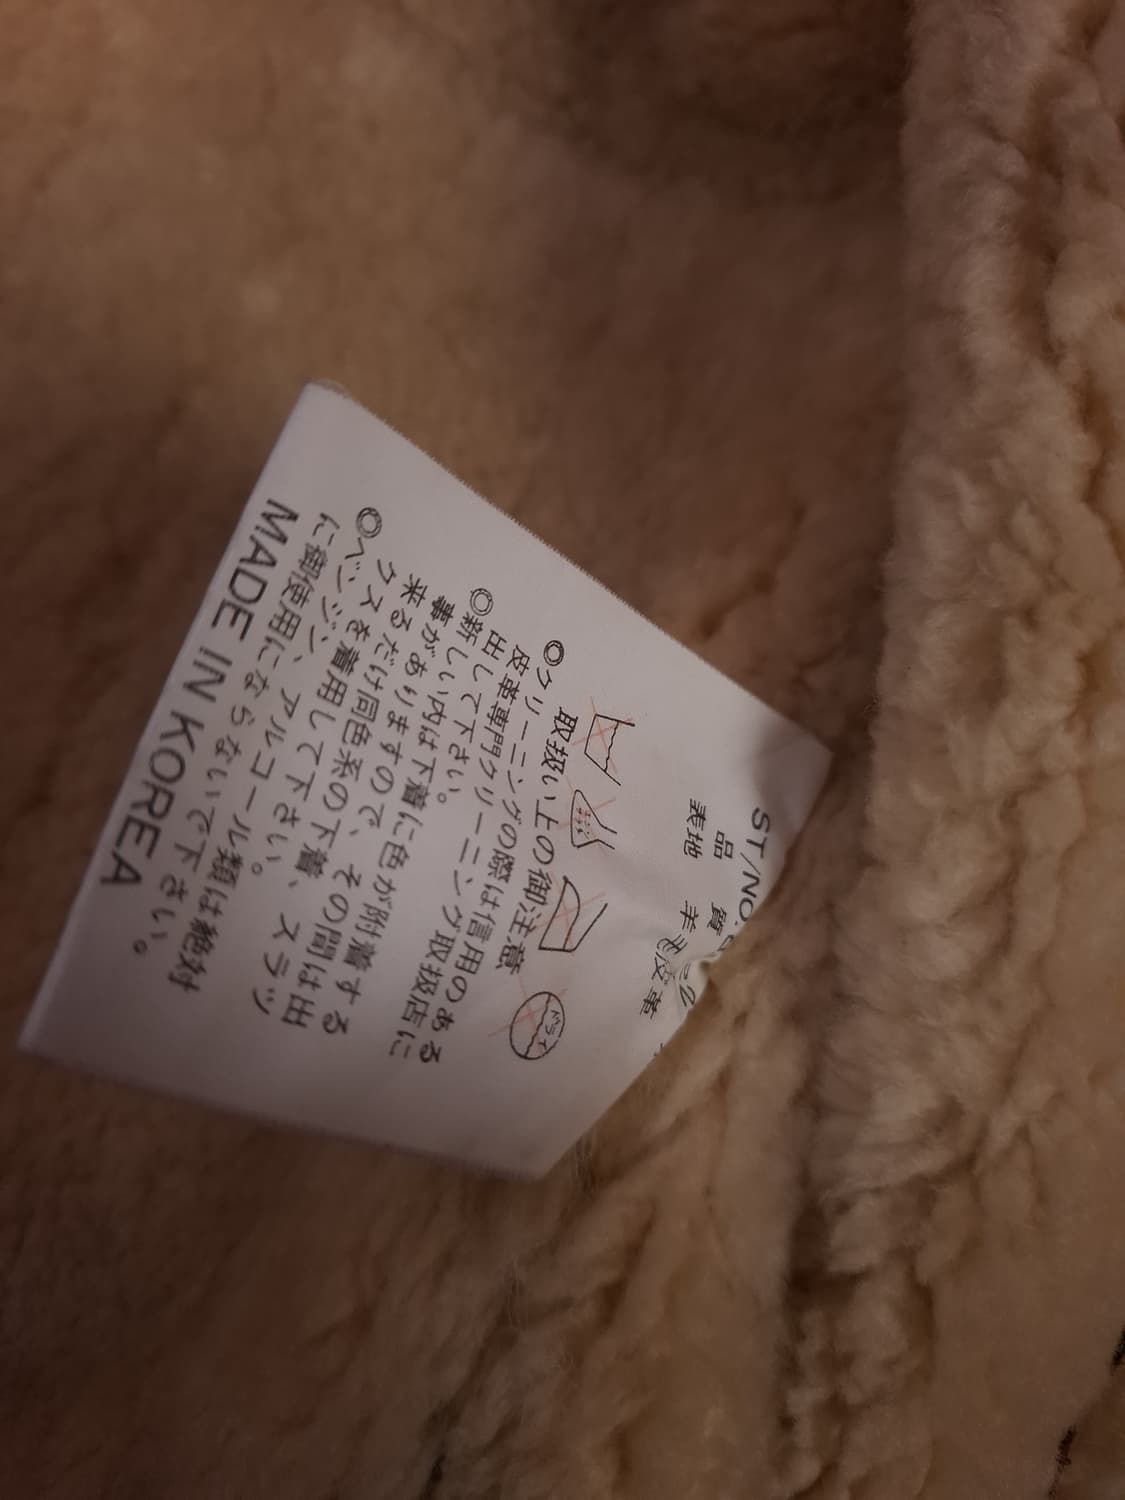 ST/NO.
品 質
表地 羊毛皮革
ドライ
取扱い上の御注意
◎クリーニングの際は信用のある
皮革専門クリーニング取扱店に
出して下さい。
◎新しい内は下着に色が附着する
事がありますので、その間は出
来るだけ同色系の下着、スラッ
クスを着用して下さい。
◎ベンジン、アルコール類は絶対
に御使用にならないで下さい。
MADE IN KOREA